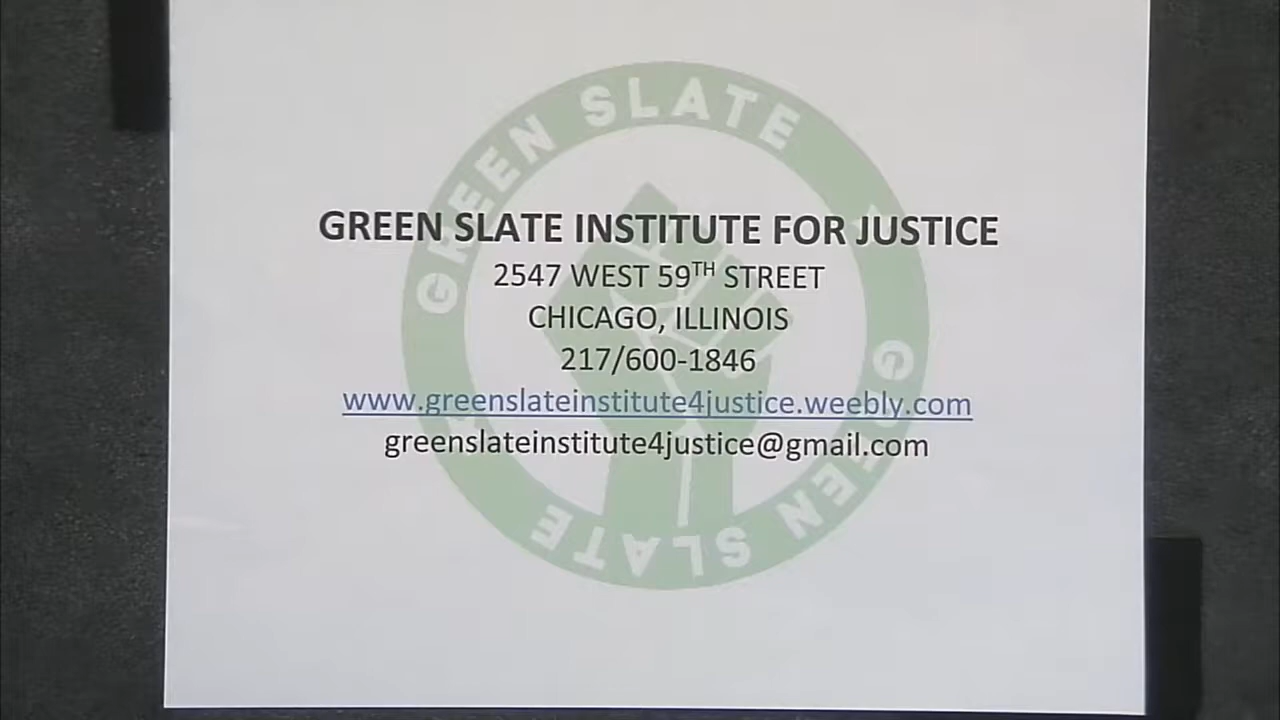 GREEN SLATE
GREEN SLATE INSTITUTE FOR JUSTICE
2547 WEST 59TH STREET
CHICAGO, ILLINOIS
217/600-1846
www.greenslateinstitute4justice.weebly.com
greenslateinstitute4justice@gmail.com
GREEN SLATE